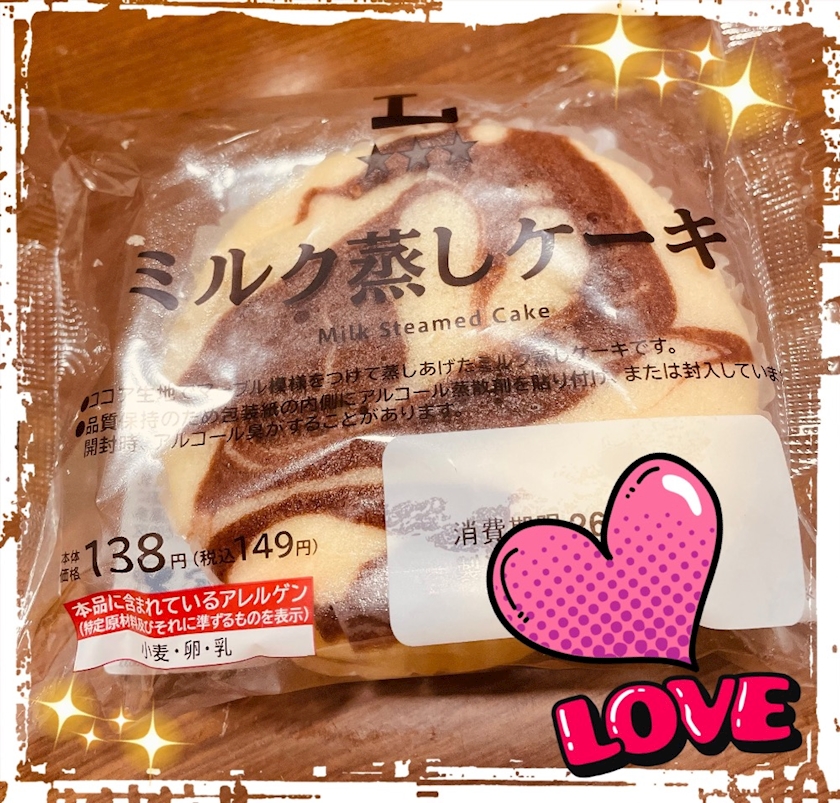 L
ミルク蒸しケーキ
Milk Steamed Cake
●ココア生地でマーブル模様をつけて蒸しあげたミルク蒸しケーキです。
●品質保持のため包装紙の内側にアルコール蒸散剤を貼り付け、または封入していま
開封時、アルコール臭がすることがあります。
消費期限 26
本体価格 138円(税込149円)
本品に含まれているアレルゲン
(特定原材料及びそれに準ずるものを表示)
小麦・卵・乳
LOVE